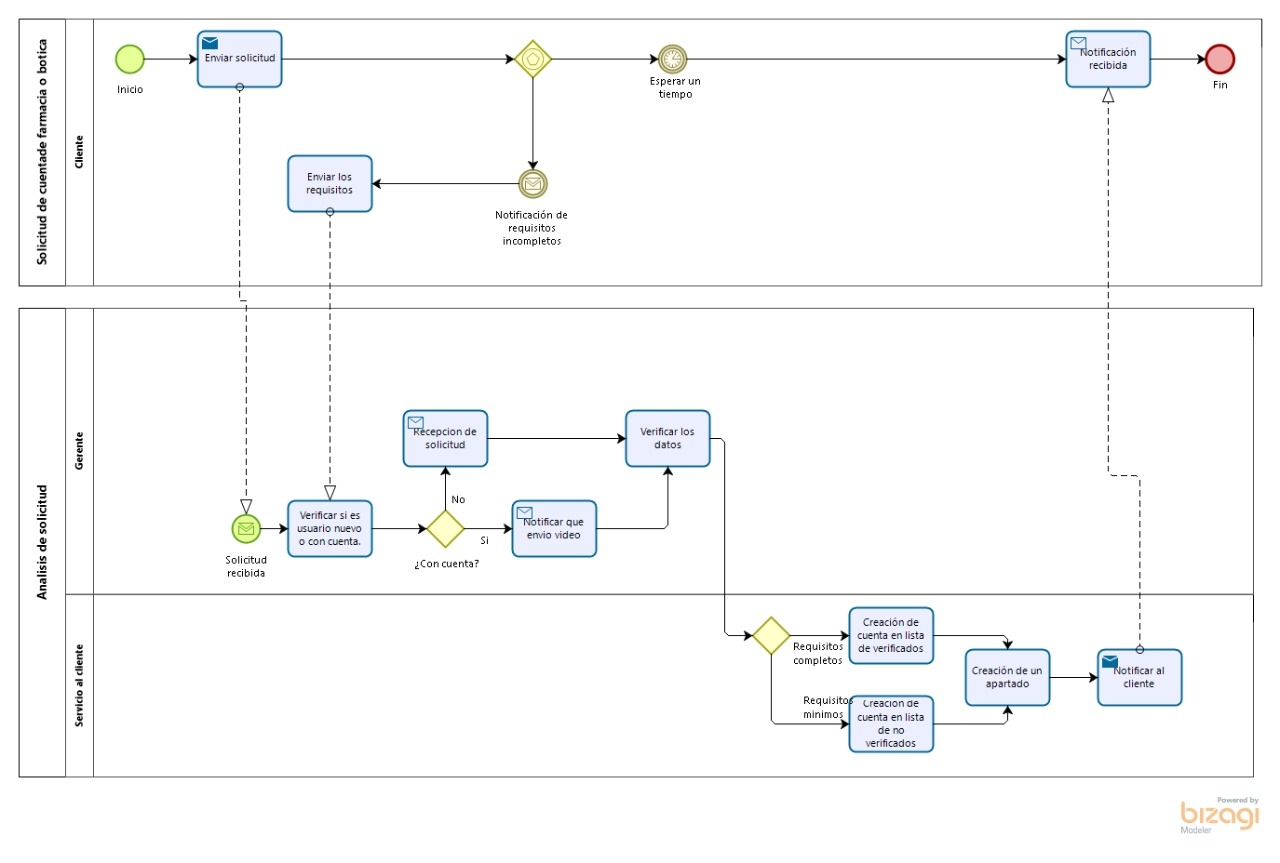 Solicitud de cuentade farmacia o botica
Cliente
Inicio
Enviar solicitud
Esperar un
tiempo
Notificación
recibida
Fin
Enviar los
requisitos
Notificación de
requisitos
incompletos
Analisis de solicitud
Gerente
Recepcion de
solicitud
Verificar los
datos
No
Solicitud
recibida
Verificar si es
usuario nuevo
o con cuenta.
¿Con cuenta?
Si
Notificar que
envio video
Servicio al cliente
Requisitos
completos
Creación de
cuenta en lista
de verificados
Requisitos
minimos
Creación de
cuenta en lista
de no
verificados
Creación de un
apartado
Notificar al
cliente
Powered by
bizagi
Modeler